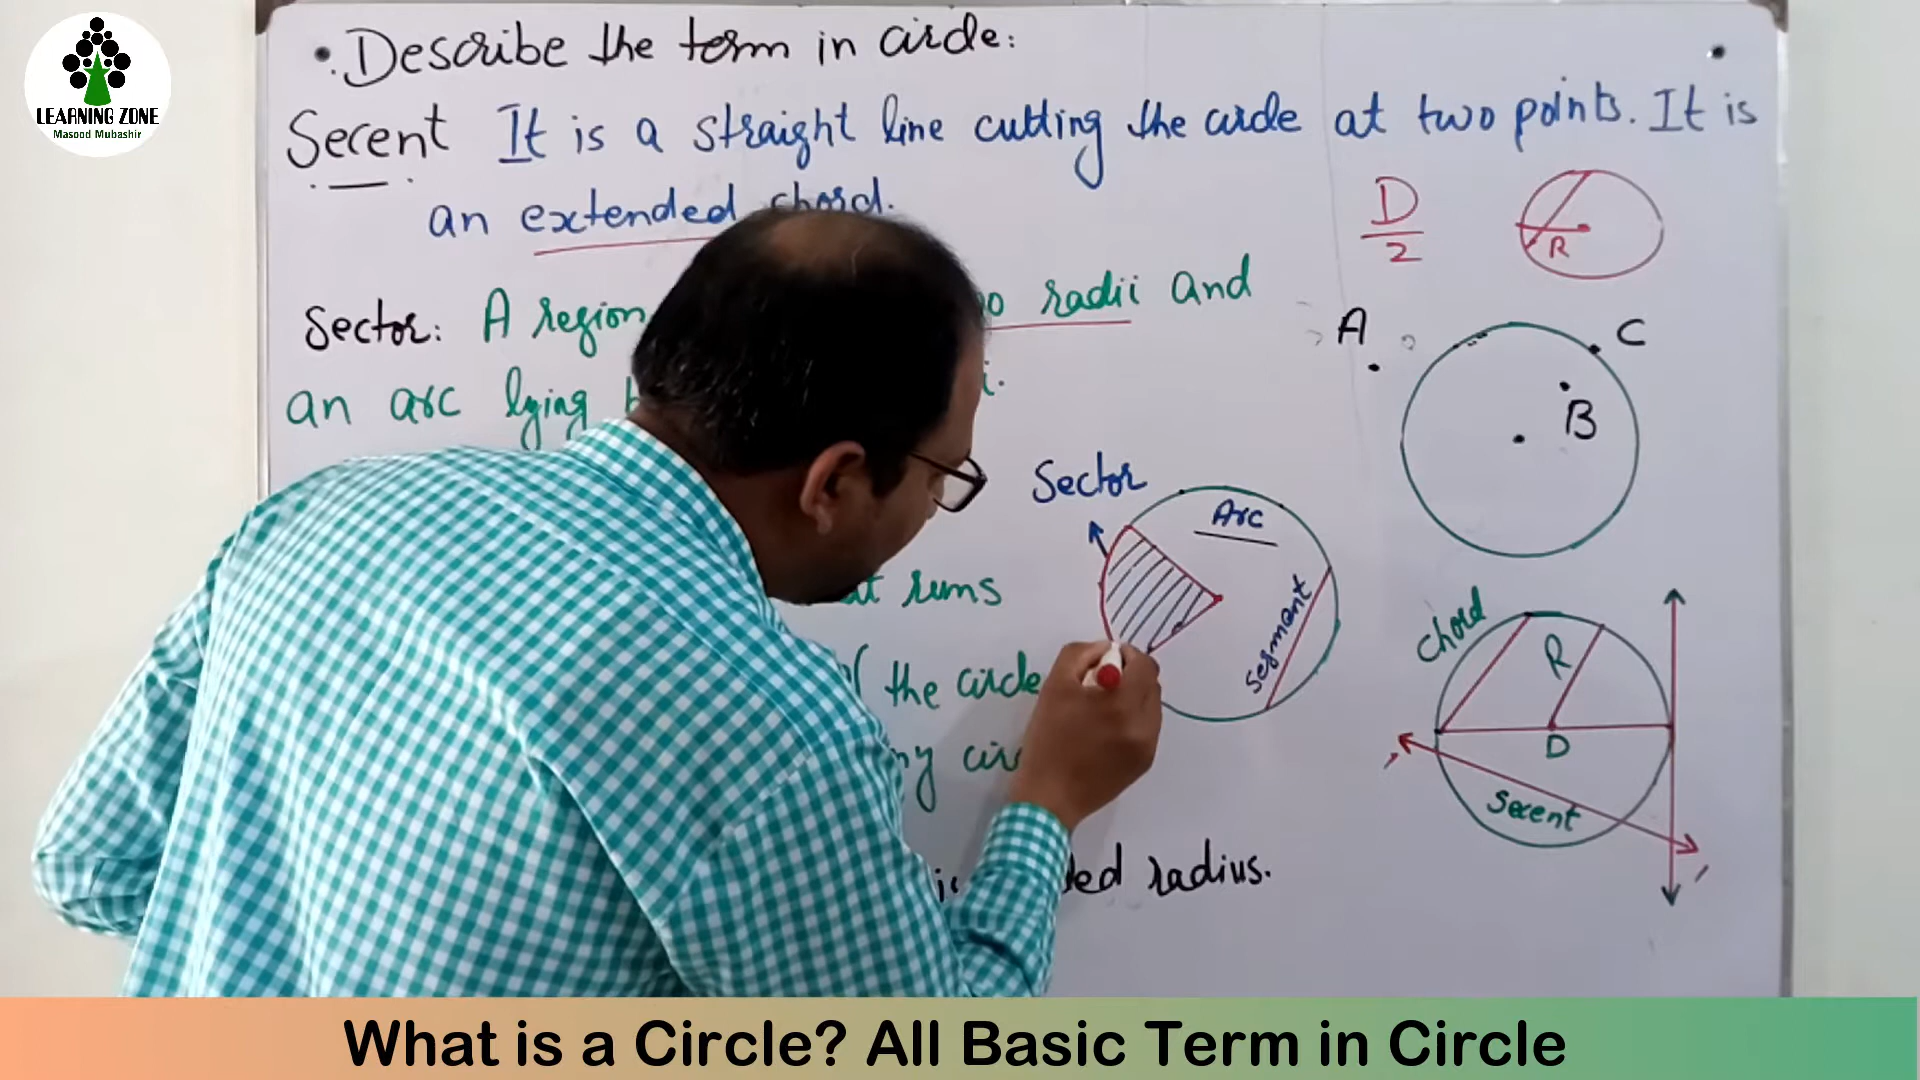 LEARNING ZONE
Masood Mubashir
• Describe the term in circle:
Secent It is a straight line cutting the circle at two points. It is
an extended chord.
D
2
R
Sector: A region radii and
an arc lying
A
C
B
Sector
Arc
Segment
rums
the circle
radius.
Chord
R
D
Secent
What is a Circle? All Basic Term in Circle